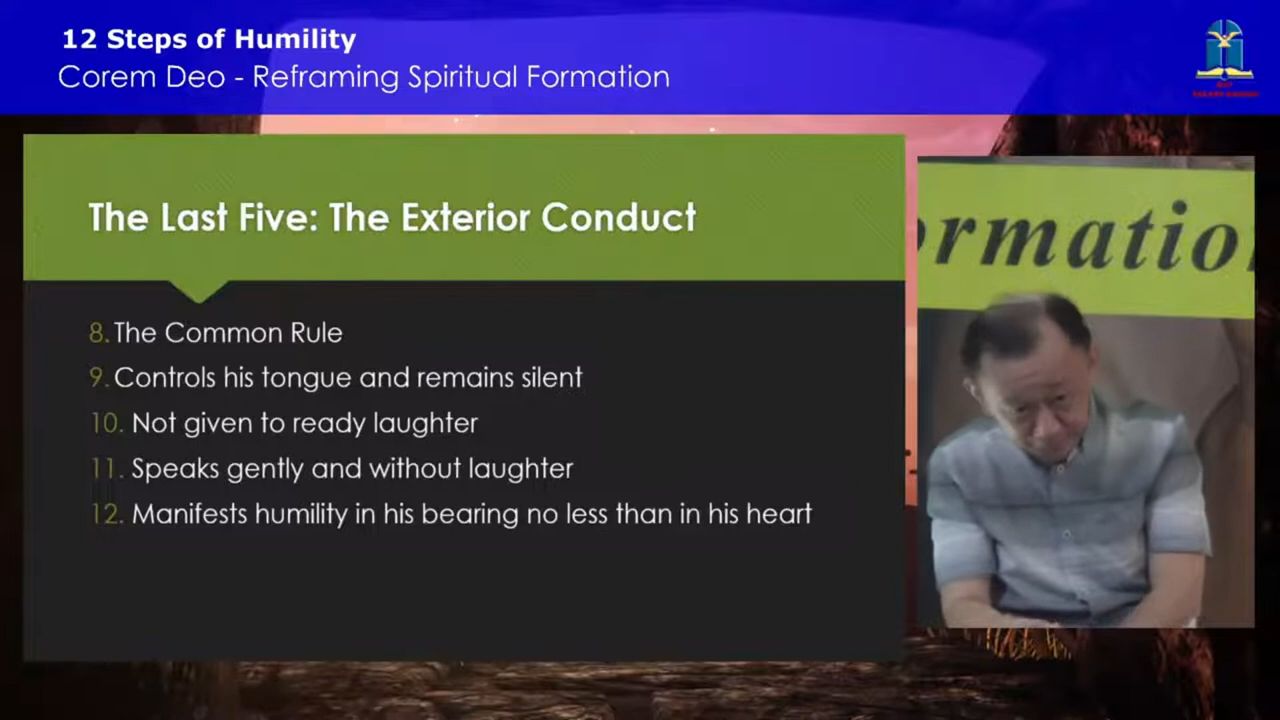 12 Steps of Humility
Corem Deo - Reframing Spiritual Formation
The Last Five: The Exterior Conduct
8. The Common Rule
9. Controls his tongue and remains silent
10. Not given to ready laughter
11. Speaks gently and without laughter
12. Manifests humility in his bearing no less than in his heart
ormatio